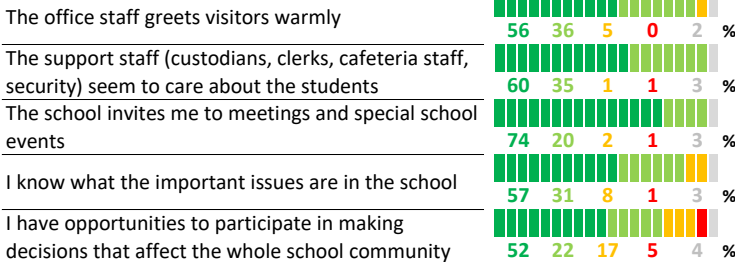 The office staff greets visitors warmly
56 36 5 0 2 %
The support staff (custodians, clerks, cafeteria staff,
security) seem to care about the students
60 35 1 1 3 %
The school invites me to meetings and special school
events
74 20 2 1 3 %
I know what the important issues are in the school
57 31 8 1 3 %
I have opportunities to participate in making
decisions that affect the whole school community
52 22 17 5 4 %